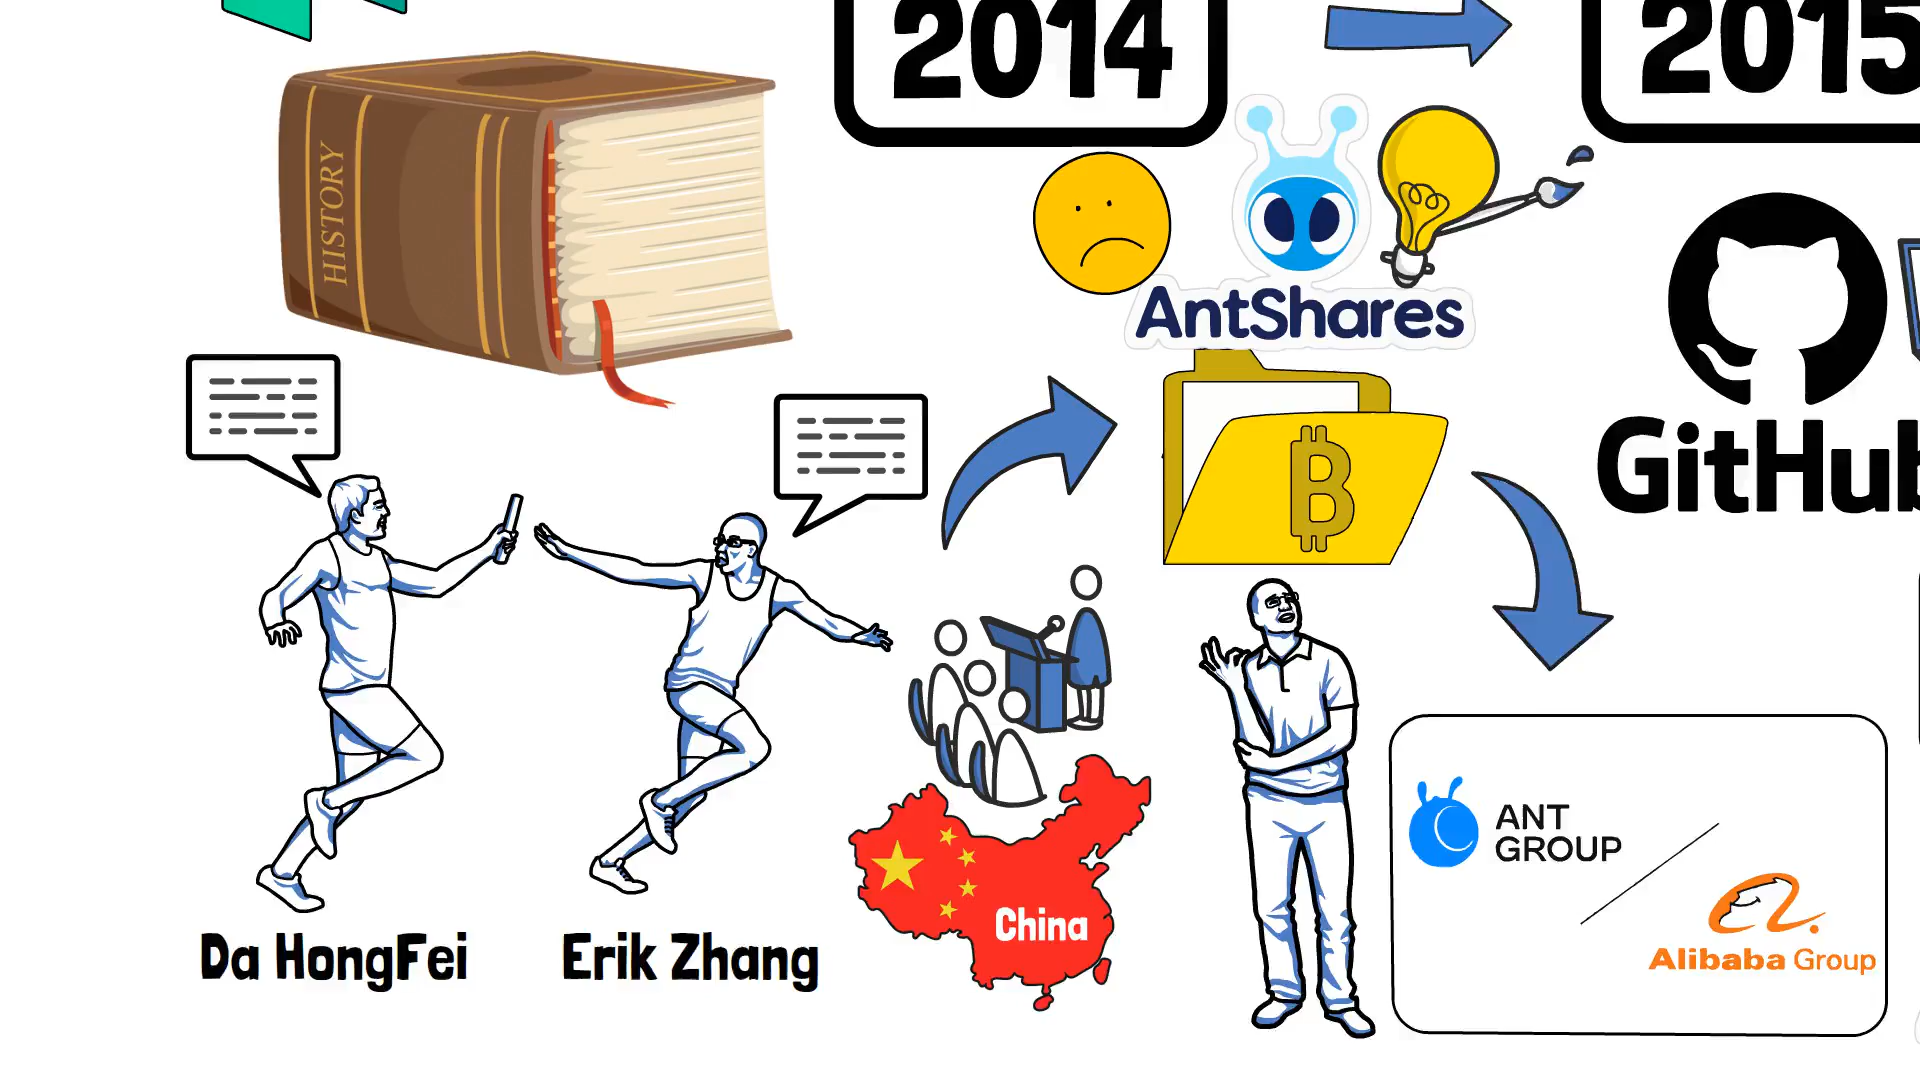 2014
2015
HISTORY
AntShares
GitHub
ANT
GROUP
Alibaba Group
China
Da HongFei
Erik Zhang